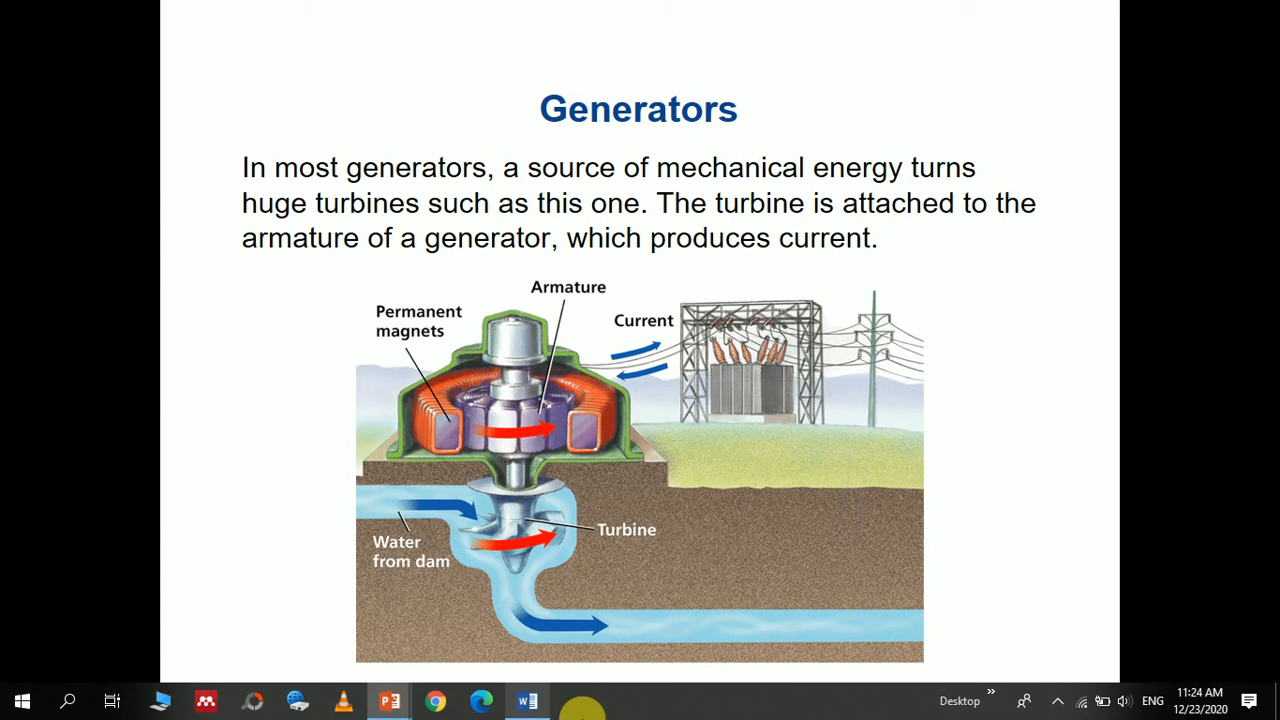 Generators
In most generators, a source of mechanical energy turns
huge turbines such as this one. The turbine is attached to the
armature of a generator, which produces current.
Armature
Permanent
magnets
Current
Turbine
Water
from dam
Desktop
ENG
11:24 AM
12/23/2020